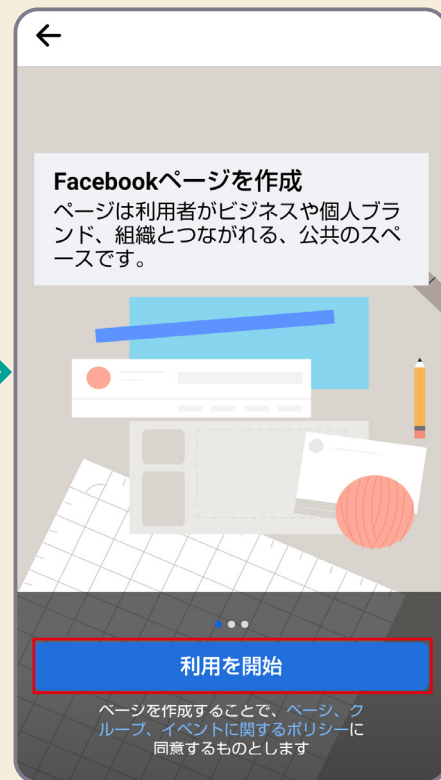 Facebookページを作成
ページは利用者がビジネスや個人ブラ
ンド、組織とつながれる、公共のスペ
ースです。
利用を開始
ページを作成することで、ページ、グ
ループ、イベントに関するポリシーに
同意するものとします